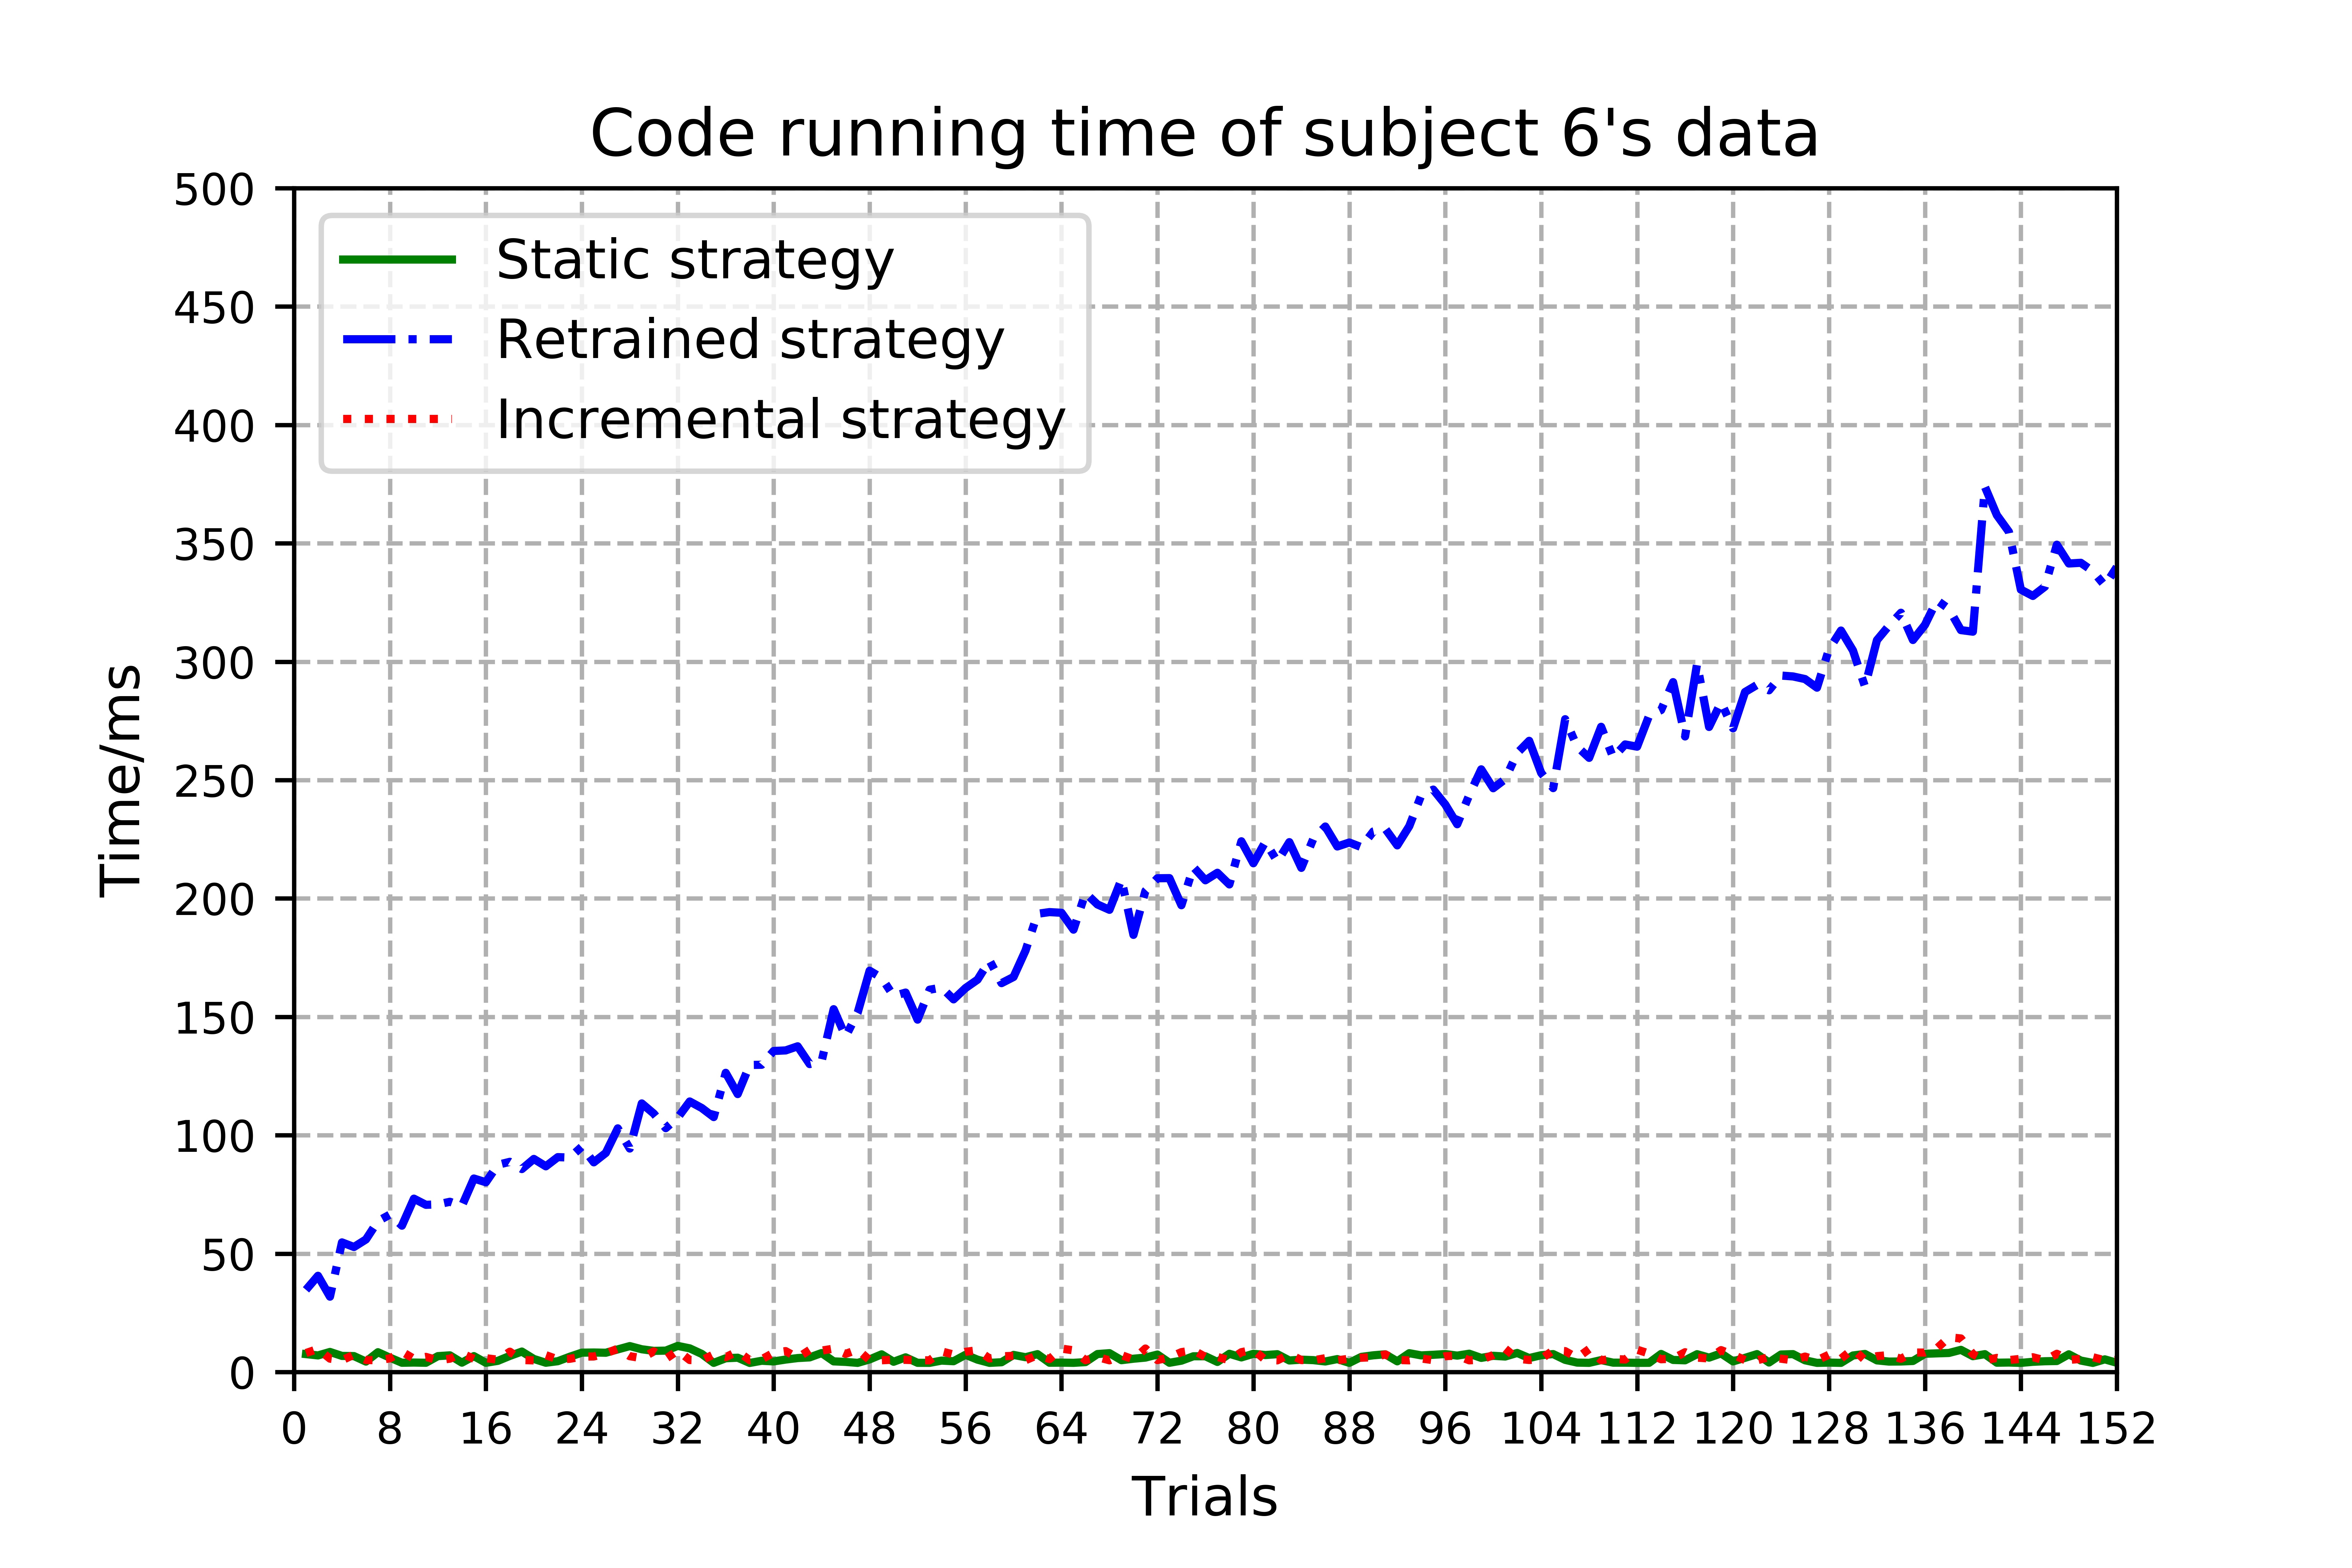 Code running time of subject 6's data
500
450
400
350
300
250
200
150
100
50
0
Time/ms
Static strategy
Retrained strategy
Incremental strategy
0 8 16 24 32 40 48 56 64 72 80 88 96 104 112 120 128 136 144 152
Trials